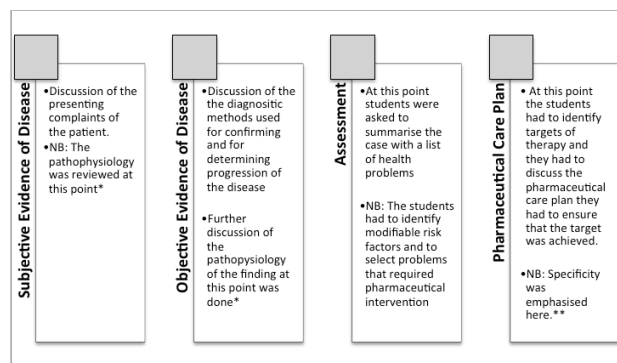 Subjective Evidence of Disease
•Discussion of the
presenting
complaints of
the patient.
•NB: The
pathophysiology
was reviewed at
this point*
Objective Evidence of Disease
•Discussion of the
the diagnositic
methods used
for confirming
and for
determining
progression of
the disease
•Further
discussion of
the
pathopysiology
of the finding at
this point was
done*
Assessment
•At this point
students were
asked to
summarise the
case with a list
of health
problems
•NB: The students
had to identify
modifiable risk
factors and to
select problems
that required
pharmaceutical
intervention
Pharmaceutical Care Plan
• At this point
the students
had to identify
targets of
therapy and
they had to
discuss the
pharmaceutical
care plan they
had to ensure
that the target
was achieved.
•NB: Specificity
was
emphasised
here.**